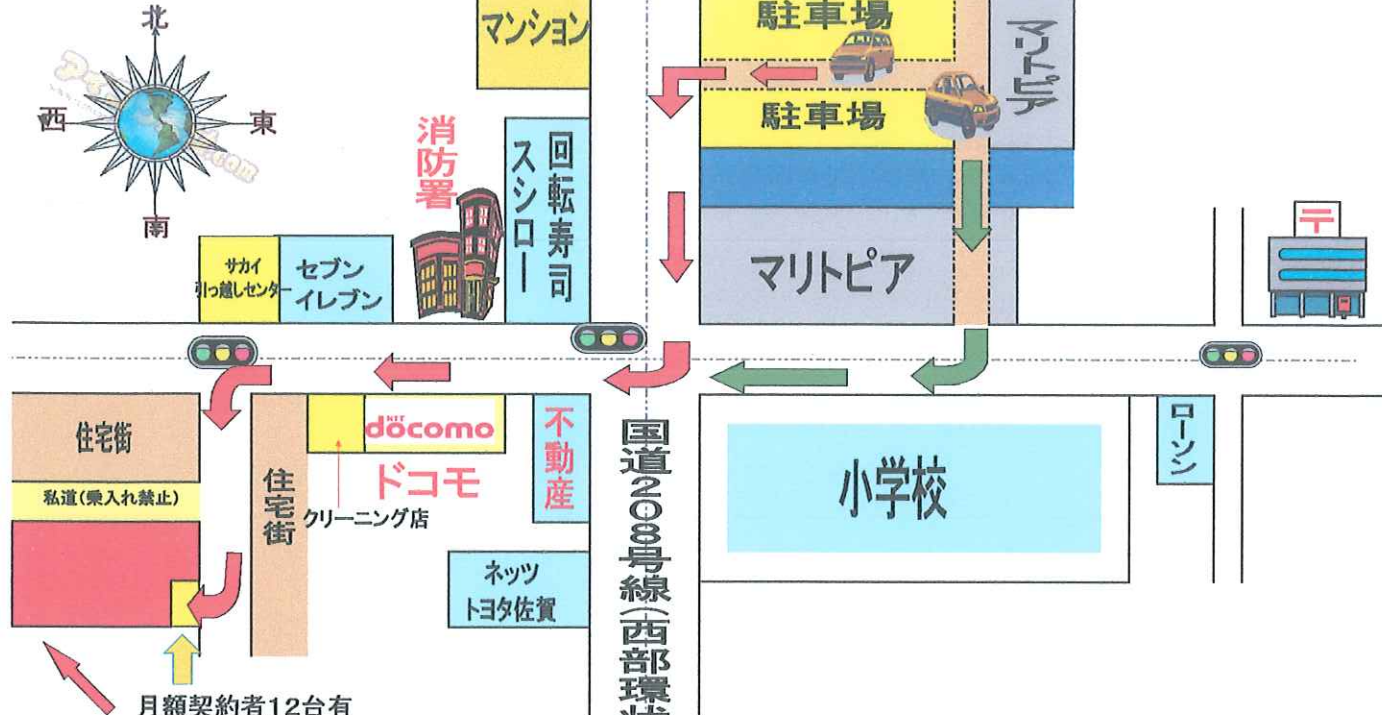 北
西
東
南
マンション
駐車場
駐車場
マリトピア
消防署
回転寿司
スシロー
サカイ
引っ越しセンター
セブン
イレブン
マリトピア
〒
住宅街
私道(乗入れ禁止)
住宅街
NTT
docomo
ドコモ
クリーニング店
不動産
ネッツ
トヨタ佐賀
国道208号線(西部環状
小学校
ローソン
月額契約者12台有